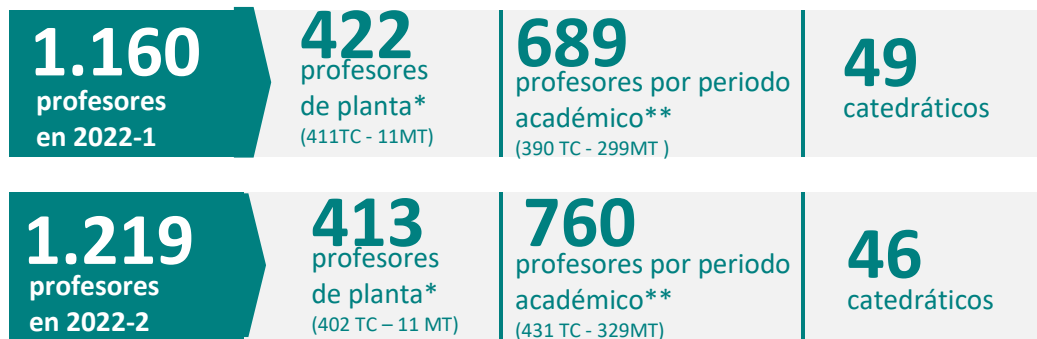 1.160
profesores
en 2022-1
422
profesores
de planta*
(411TC - 11MT)
689
profesores por periodo
académico**
(390 TC - 299MT )
49
catedráticos
1.219
profesores
en 2022-2
413
profesores
de planta*
(402 TC – 11 MT)
760
profesores por periodo
académico**
(431 TC - 329MT)
46
catedráticos